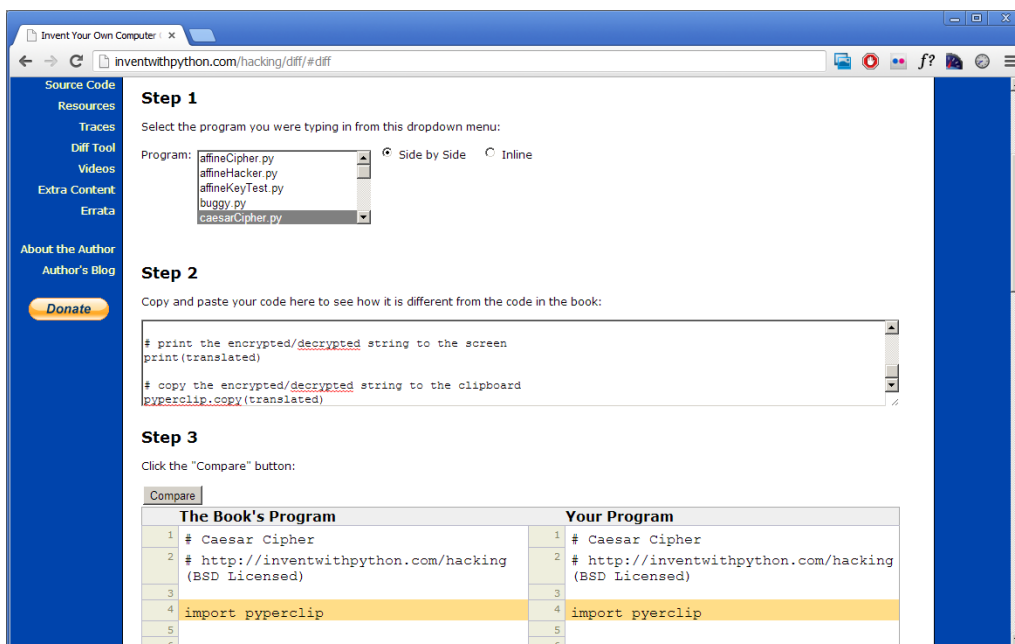 Invent Your Own Computer
inventwithpython.com/hacking/diff/#diff
f?
Source Code
Resources
Traces
Diff Tool
Videos
Extra Content
Errata
About the Author
Author's Blog
Donate
Step 1
Select the program you were typing in from this dropdown menu:
Program:
affineCipher.py
affineHacker.py
affineKeyTest.py
buggy.py
caesarCipher.py
Side by Side Inline
Step 2
Copy and paste your code here to see how it is different from the code in the book:
# print the encrypted/decrypted string to the screen
print(translated)
# copy the encrypted/decrypted string to the clipboard
pyperclip.copy(translated)
Step 3
Click the "Compare" button:
Compare
The Book's Program Your Program
1 # Caesar Cipher 1 # Caesar Cipher
2 # http://inventwithpython.com/hacking 2 # http://inventwithpython.com/hacking
(BSD Licensed) (BSD Licensed)
3 3
4 import pyperclip 4 import pyerclip
5 5